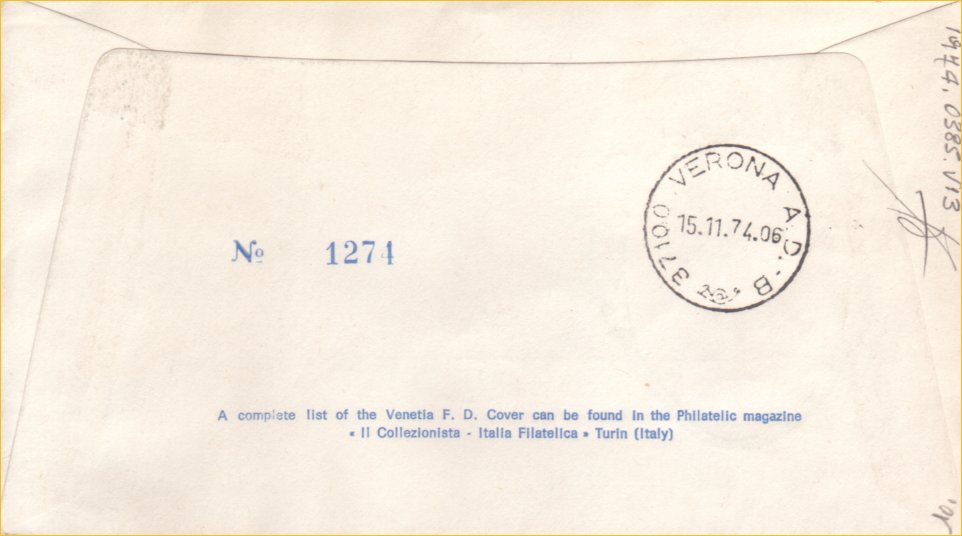 No 1274
37100 VERONA A.D.-B
15.11.74.06
A complete list of the Venetia F. D. Cover can be found in the Philatelic magazine
« Il Collezionista - Italia Filatelica » Turin (Italy)
1974.0385.V13